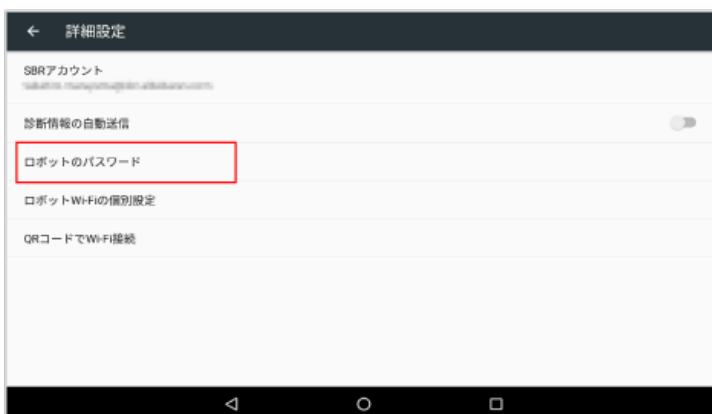 詳細設定
SBRアカウント
診断情報の自動送信
ロボットのパスワード
ロボットWi-Fiの個別設定
QRコードでWi-Fi接続